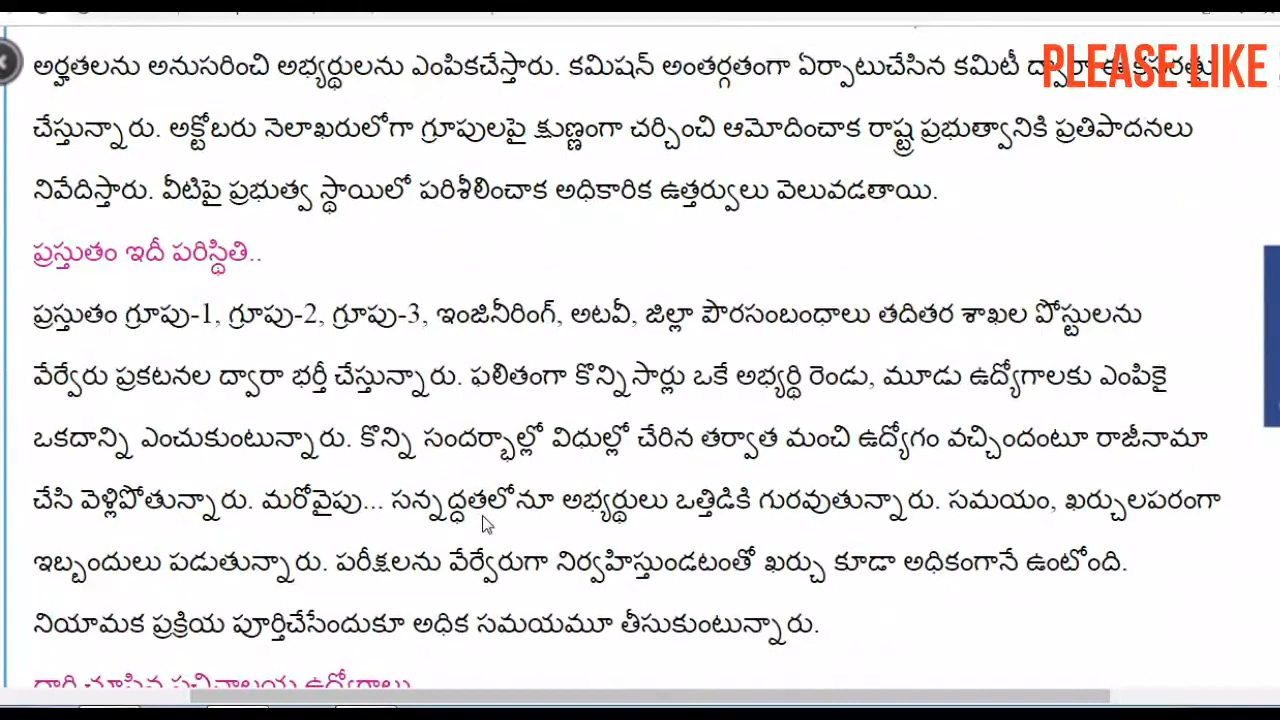 అర్హతలను అనుసరించి అభ్యర్థులను ఎంపికచేస్తారు. కమిషన్ అంతర్గతంగా ఏర్పాటుచేసిన కమిటీ
PLEASE LIKE
చేస్తున్నారు. అక్టోబరు నెలాఖరులోగా గ్రూపులపై క్షుణ్ణంగా చర్చించి ఆమోదించాక రాష్ట్ర ప్రభుత్వానికి ప్రతిపాదనలు
నివేదిస్తారు. వీటిపై ప్రభుత్వ స్థాయిలో పరిశీలించాక అధికారిక ఉత్తర్వులు వెలువడతాయి.
ప్రస్తుతం ఇదీ పరిస్థితి..
ప్రస్తుతం గ్రూపు-1, గ్రూపు-2, గ్రూపు-3, ఇంజినీరింగ్, అటవీ, జిల్లా పౌరసంబంధాలు తదితర శాఖల పోస్టులను
వేర్వేరు ప్రకటనల ద్వారా భర్తీ చేస్తున్నారు. ఫలితంగా కొన్నిసార్లు ఒకే అభ్యర్థి రెండు, మూడు ఉద్యోగాలకు ఎంపికై
ఒకదాన్ని ఎంచుకుంటున్నారు. కొన్ని సందర్భాల్లో విధుల్లో చేరిన తర్వాత మంచి ఉద్యోగం వచ్చిందంటూ రాజీనామా
చేసి వెళ్లిపోతున్నారు. మరోవైపు... సన్నద్ధతలోనూ అభ్యర్థులు ఒత్తిడికి గురవుతున్నారు. సమయం, ఖర్చులపరంగా
ఇబ్బందులు పడుతున్నారు. పరీక్షలను వేర్వేరుగా నిర్వహిస్తుండటంతో ఖర్చు కూడా అధికంగానే ఉంటోంది.
నియామక ప్రక్రియ పూర్తిచేసేందుకూ అధిక సమయమూ తీసుకుంటున్నారు.
దారి చూపిన సచివాలయ ఉద్యోగాలు